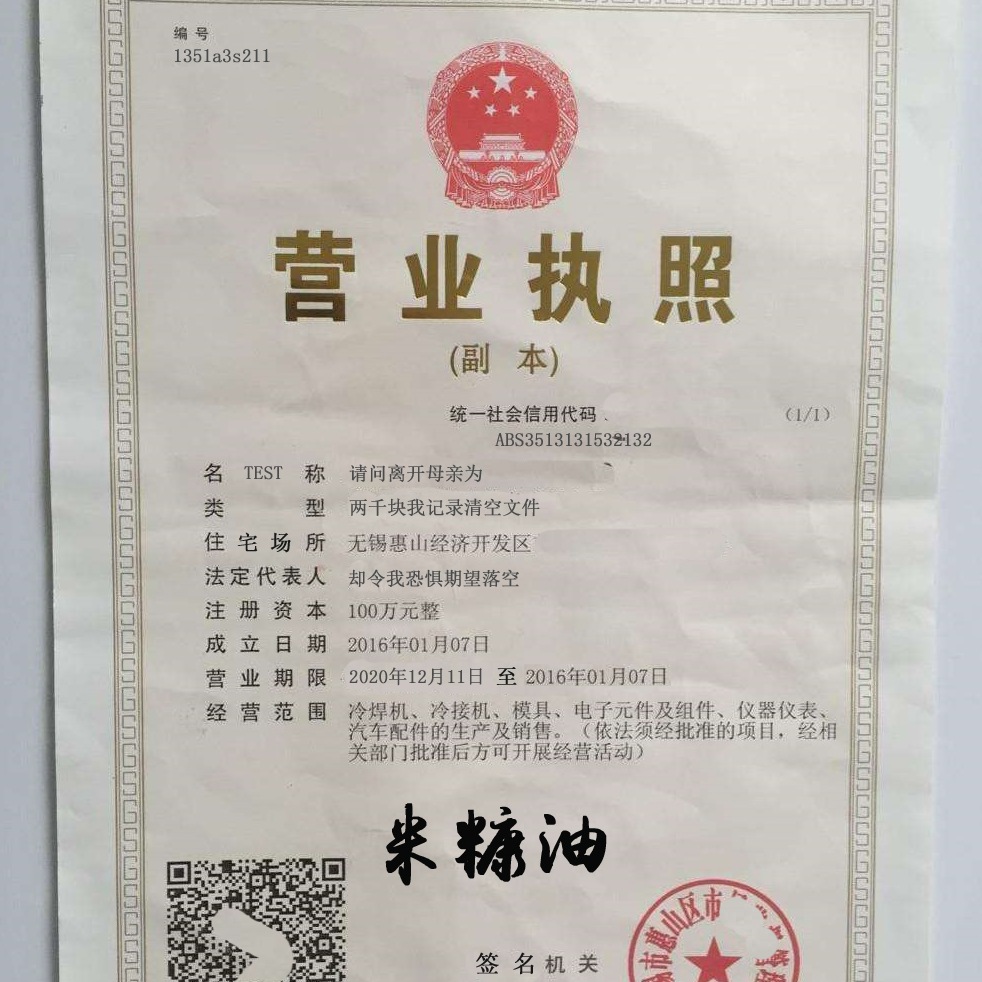 编 号
1351a3s211
营业执照
(副 本)
统一社会信用代码 (1/1)
ABS3513131532132
名 TEST 称 请问离开母亲为
类 型 两千块我记录清空文件
住 宅 场 所 无锡惠山经济开发区
法定代表人 却令我恐惧期望落空
注 册 资 本 100万元整
成 立 日 期 2016年01月07日
营 业 期 限 2020年12月11日 至 2016年01月07日
经 营 范 围 冷焊机、冷接机、模具、电子元件及组件、仪器仪表、
汽车配件的生产及销售。（依法须经批准的项目，经相
关部门批准后方可开展经营活动）
米糠油
签 名 机 关
市惠山区市